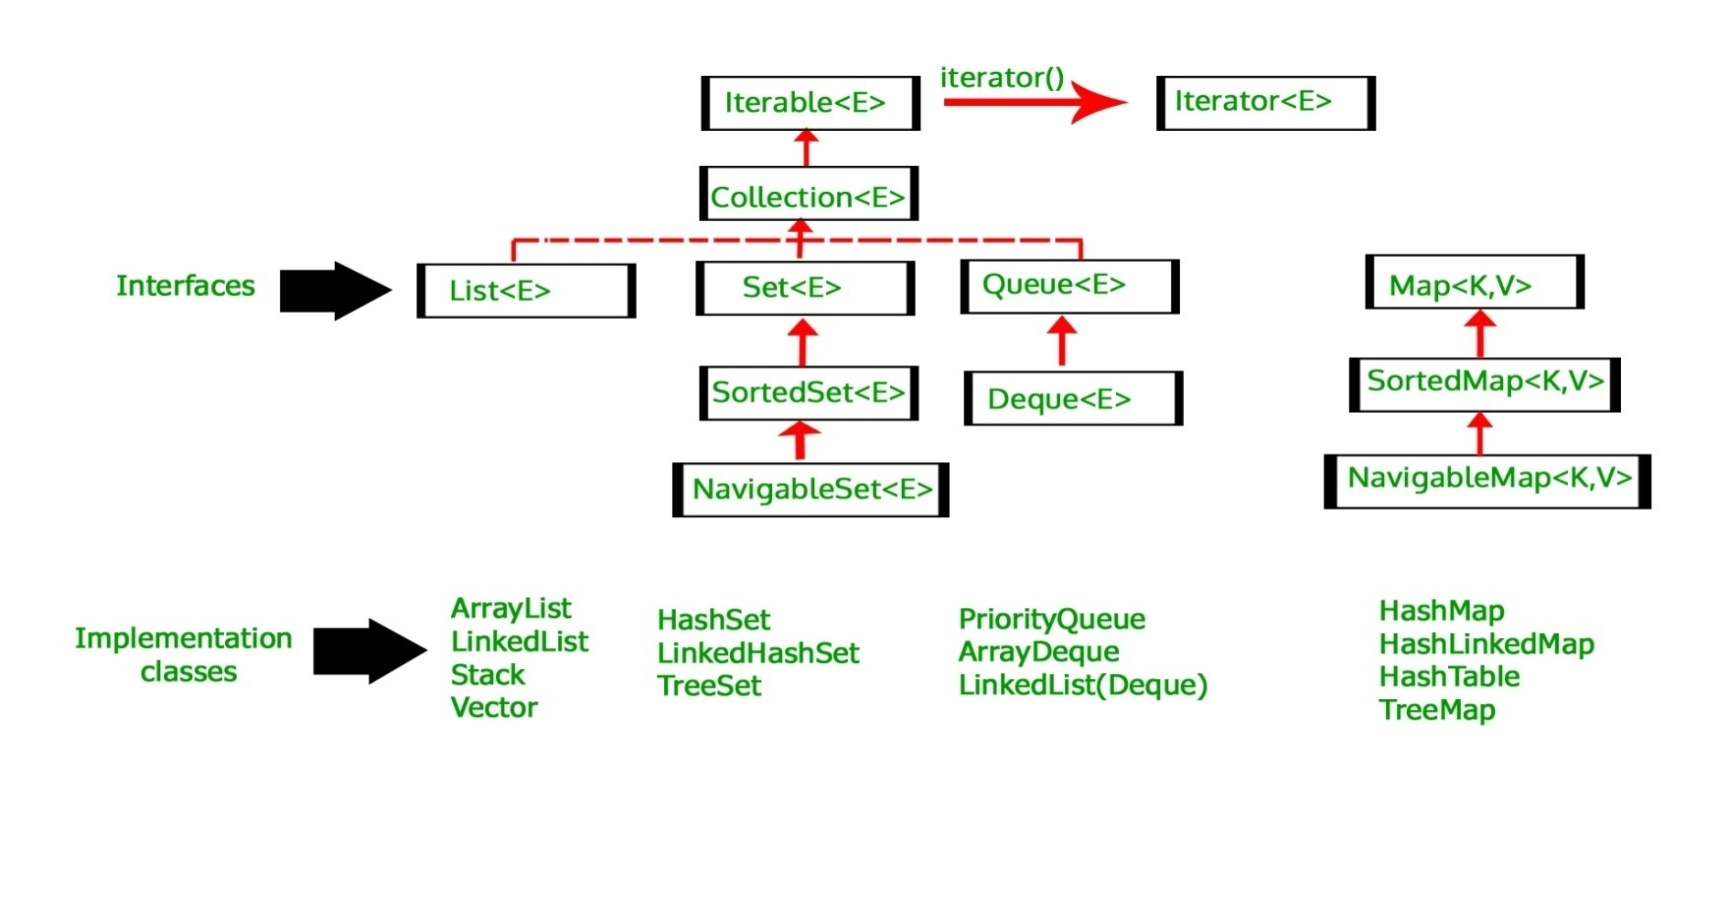 iterator()
Iterable<E>
Iterator<E>
Collection<E>
Interfaces
List<E>
Set<E>
Queue<E>
Map<K,V>
SortedSet<E>
Deque<E>
SortedMap<K,V>
NavigableSet<E>
NavigableMap<K,V>
Implementation
classes
ArrayList
LinkedList
Stack
Vector
HashSet
LinkedHashSet
TreeSet
PriorityQueue
ArrayDeque
LinkedList(Deque)
HashMap
HashLinkedMap
HashTable
TreeMap